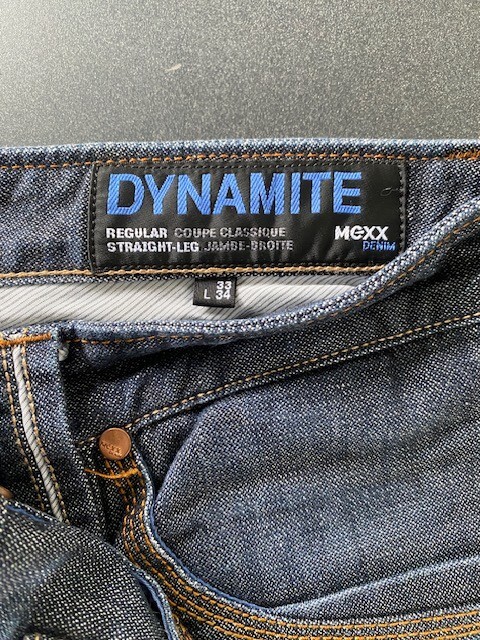 DYNAMITE
REGULAR COUPE CLASSIQUE
STRAIGHT-LEG JAMBE-DROITE
MEXX
DENIM
33
L 34